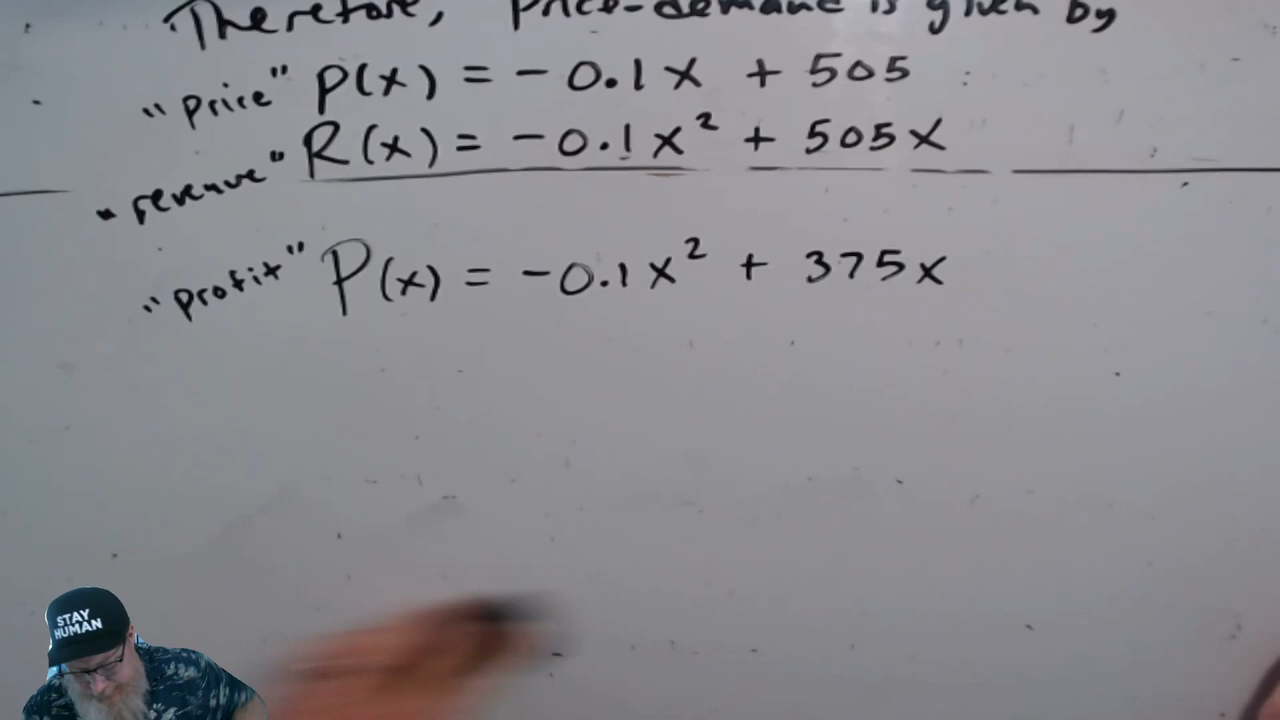 Therefore, Price-demand is given by
"Price" P(x) = - 0.1x + 505
"revenue" R(x) = -0.1x² + 505x
"profit" P(x) = -0.1x² + 375x
STAY
HUMAN